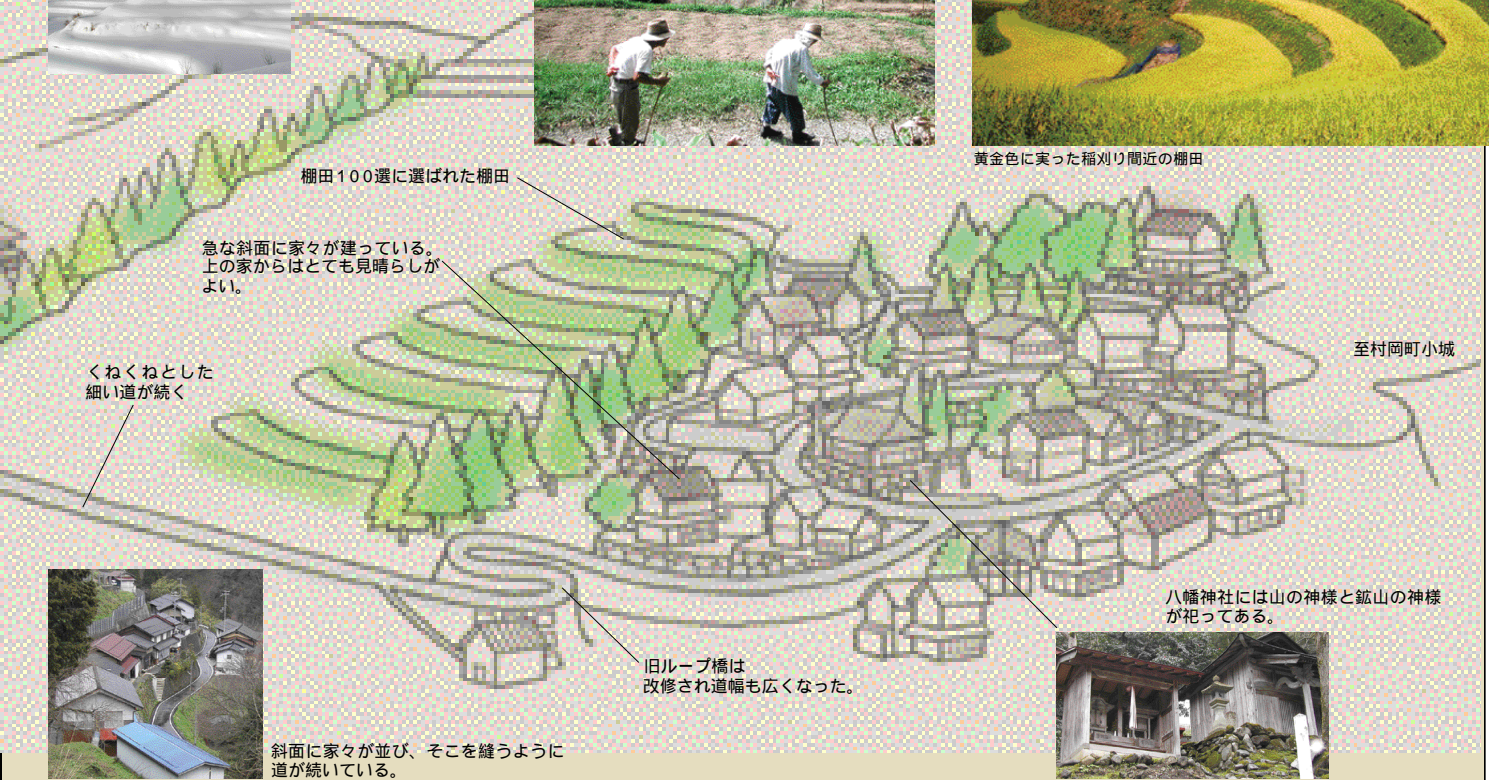 黄金色に実った稲刈り間近の棚田
棚田100選に選ばれた棚田
急な斜面に家々が建っている。
上の家からはとても見晴らしが
よい。
至村岡町小城
くねくねとした
細い道が続く
八幡神社には山の神様と鉱山の神様
が祀ってある。
旧ループ橋は
改修され道幅も広くなった。
斜面に家々が並び、そこを縫うように
道が続いている。